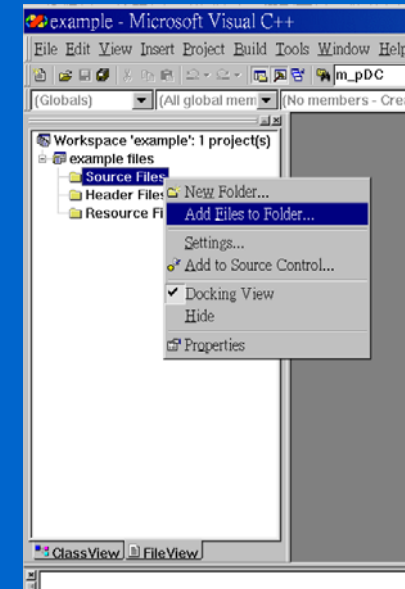 example - Microsoft Visual C++
File Edit View Insert Project Build Tools Window Help
m_pDC
(Globals) (All global mem (No members - Crea
Workspace 'example': 1 project(s)
example files
Source Files
Header Files
Resource Fi
New Folder...
Add Files to Folder...
Settings...
Add to Source Control...
Docking View
Hide
Properties
ClassView FileView